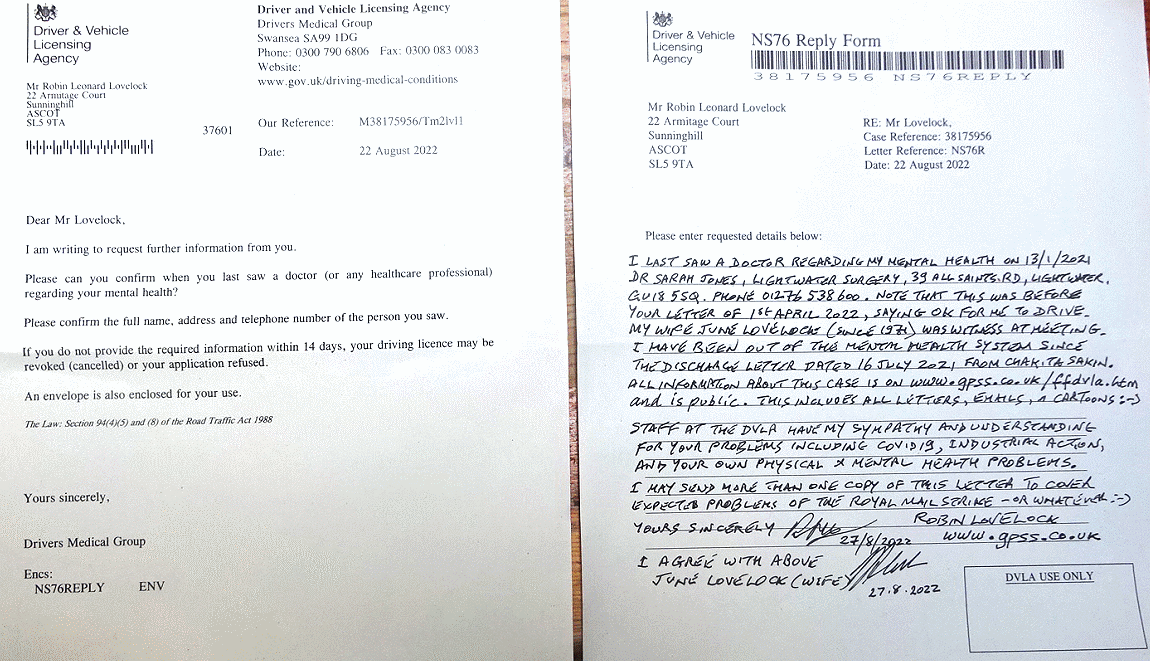 Driver & Vehicle
Licensing
Agency
Mr Robin Leonard Lovelock
22 Armitage Court
Sunninghill
ASCOT
SL5 9TA
37601
Driver and Vehicle Licensing Agency
Drivers Medical Group
Swansea SA99 1DG
Phone: 0300 790 6806 Fax: 0300 083 0083
Website:
www.gov.uk/driving-medical-conditions
Our Reference: M38175956/Tm2lvl1
Date: 22 August 2022
Dear Mr Lovelock,
I am writing to request further information from you.
Please can you confirm when you last saw a doctor (or any healthcare professional)
regarding your mental health?
Please confirm the full name, address and telephone number of the person you saw.
If you do not provide the required information within 14 days, your driving licence may be
revoked (cancelled) or your application refused.
An envelope is also enclosed for your use.
The Law: Section 94(4)(5) and (8) of the Road Traffic Act 1988
Yours sincerely,
Drivers Medical Group
Encs:
NS76REPLY ENV
Driver & Vehicle
Licensing
Agency
NS76 Reply Form
38175956 NS76REPLY
Mr Robin Leonard Lovelock
22 Armitage Court
Sunninghill
ASCOT
SL5 9TA
RE: Mr Lovelock,
Case Reference: 38175956
Letter Reference: NS76R
Date: 22 August 2022
Please enter requested details below:
I LAST SAW A DOCTOR REGARDING MY MENTAL HEALTH ON 13/1/2021
DR SARAH JONES, LIGHTWATER SURGERY, 39 ALL SAINTS.RD, LIGHTWATER.
GU18 5SQ. PHONE 01276 538600. NOTE THAT THIS WAS BEFORE
YOUR LETTER OF 1ST APRIL 2022, SAYING OK FOR ME TO DRIVE.
MY WIFE JUNE LOVELOCK (SINCE 1971) WAS WITNESS AT MEETING.
I HAVE BEEN OUT OF THE MENTAL HEALTH SYSTEM SINCE
THE DISCHARGE LETTER DATED 16 JULY 2021 FROM CHAK.TA SAKIN.
ALL INFORMATION ABOUT THIS CASE IS ON www.gpss.co.uk/ffdvla.htm
and is public. THIS INCLUDES ALL LETTERS, EMAILS, & CARTOONS :-)
STAFF AT THE DVLA HAVE MY SYMPATHY AND UNDERSTANDING
FOR YOUR PROBLEMS INCLUDING COVID19, INDUSTRIAL ACTION,
AND YOUR OWN PHYSICAL & MENTAL HEALTH PROBLEMS.
I MAY SEND MORE THAN ONE COPY OF THIS LETTER TO COVER
EXPECTED PROBLEMS OF THE ROYAL MAIL STRIKE - OR WHATEVER :-)
YOURS SINCERELY ROBIN LOVELOCK
27/8/2022 www.gpss.co.uk
I AGREE WITH ABOVE
JUNE LOVELOCK (WIFE)
27.8.2022
DVLA USE ONLY